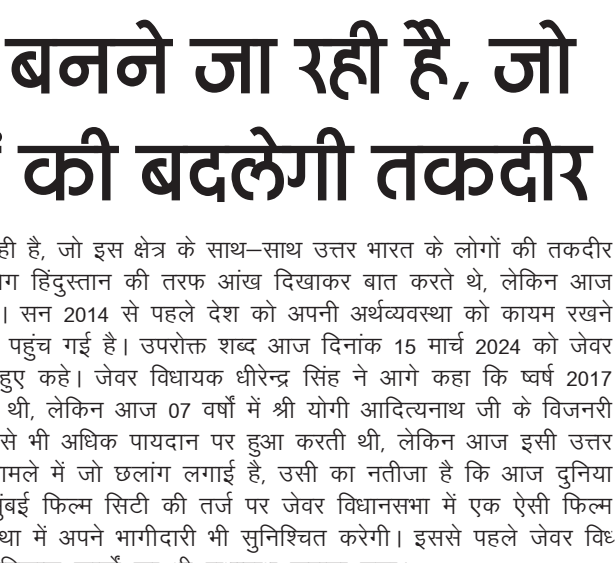 बनने जा रही है, जो
की बदलेगी तकदीर
ही है, जो इस क्षेत्र के साथ–साथ उत्तर भारत के लोगों की तकदीर
हिंदुस्तान की तरफ आंख दिखाकर बात करते थे, लेकिन आज
। सन 2014 से पहले देश को अपनी अर्थव्यवस्था को कायम रखने
पहुंच गई है। उपरोक्त शब्द आज दिनांक 15 मार्च 2024 को जेवर
हुए कहे। जेवर विधायक धीरेन्द्र सिंह ने आगे कहा कि ष्वर्ष 2017
थी, लेकिन आज 07 वर्षों में श्री योगी आदित्यनाथ जी के विजनरी
से भी अधिक पायदान पर हुआ करती थी, लेकिन आज इसी उत्तर
में जो छलांग लगाई है, उसी का नतीजा है कि आज दुनिया
फिल्म सिटी की तर्ज पर जेवर विधानसभा में एक ऐसी फिल्म
था में अपने भागीदारी भी सुनिश्चित करेगी। इससे पहले जेवर